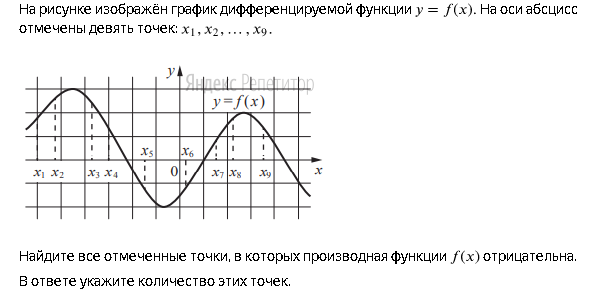 На рисунке изображён график дифференцируемой функции y = f(x). На оси абсцисс
отмечены девять точек: x₁, x₂, …, x₉.
y
Яндекс Репетитор
y=f(x)
x₅ x₆
x₁ x₂ x₃ x₄ 0 x₇ x₈ x₉ x
Найдите все отмеченные точки, в которых производная функции f(x) отрицательна.
В ответе укажите количество этих точек.